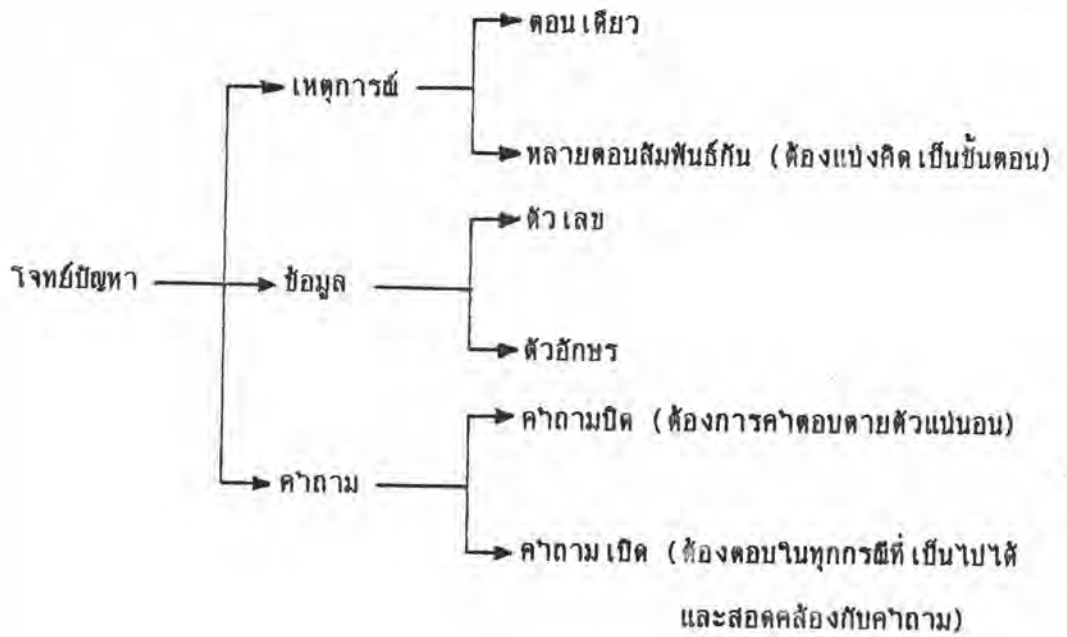 ตอนเดียว
เหตุการณ์
หลายตอนสัมพันธ์กัน (ต้องแบ่งคิดเป็นขั้นตอน)
ตัวเลข
โจทย์ปัญหา
ข้อมูล
ตัวอักษร
คำถามปิด (ต้องการคำตอบตายตัวแน่นอน)
คำถาม
คำถามเปิด (ต้องตอบในทุกกรณีที่เป็นไปได้
และสอดคล้องกับคำถาม)